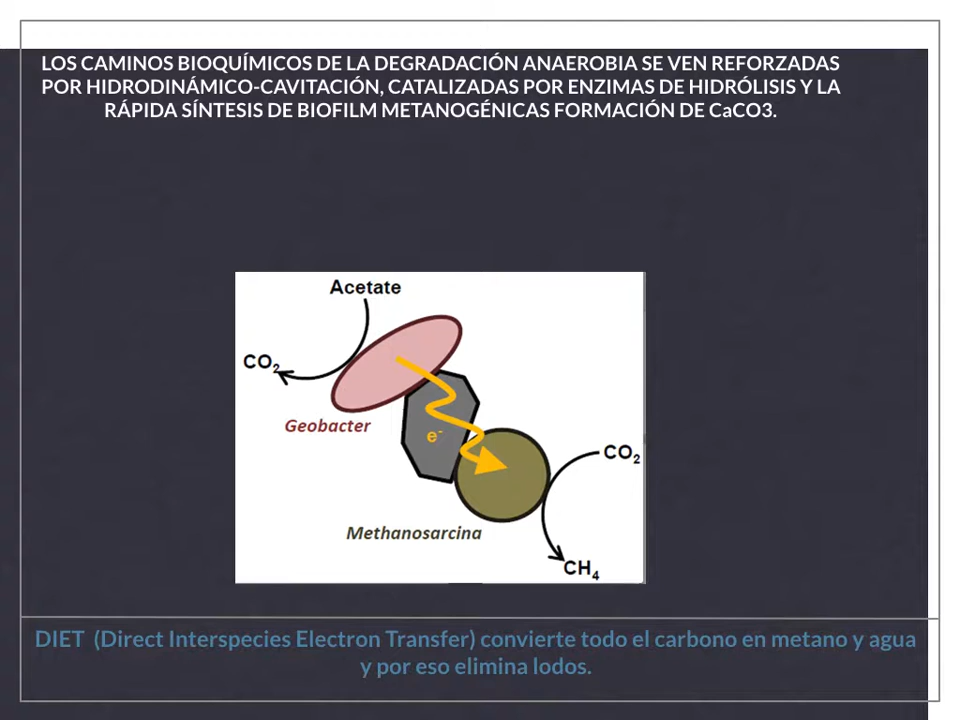 LOS CAMINOS BIOQUÍMICOS DE LA DEGRADACIÓN ANAEROBIA SE VEN REFORZADAS
POR HIDRODINÁMICO-CAVITACIÓN, CATALIZADAS POR ENZIMAS DE HIDRÓLISIS Y LA
RÁPIDA SÍNTESIS DE BIOFILM METANOGÉNICAS FORMACIÓN DE CaCO3.
Acetate
CO₂
Geobacter
e⁻
CO₂
Methanosarcina
CH₄
DIET (Direct Interspecies Electron Transfer) convierte todo el carbono en metano y agua
y por eso elimina lodos.